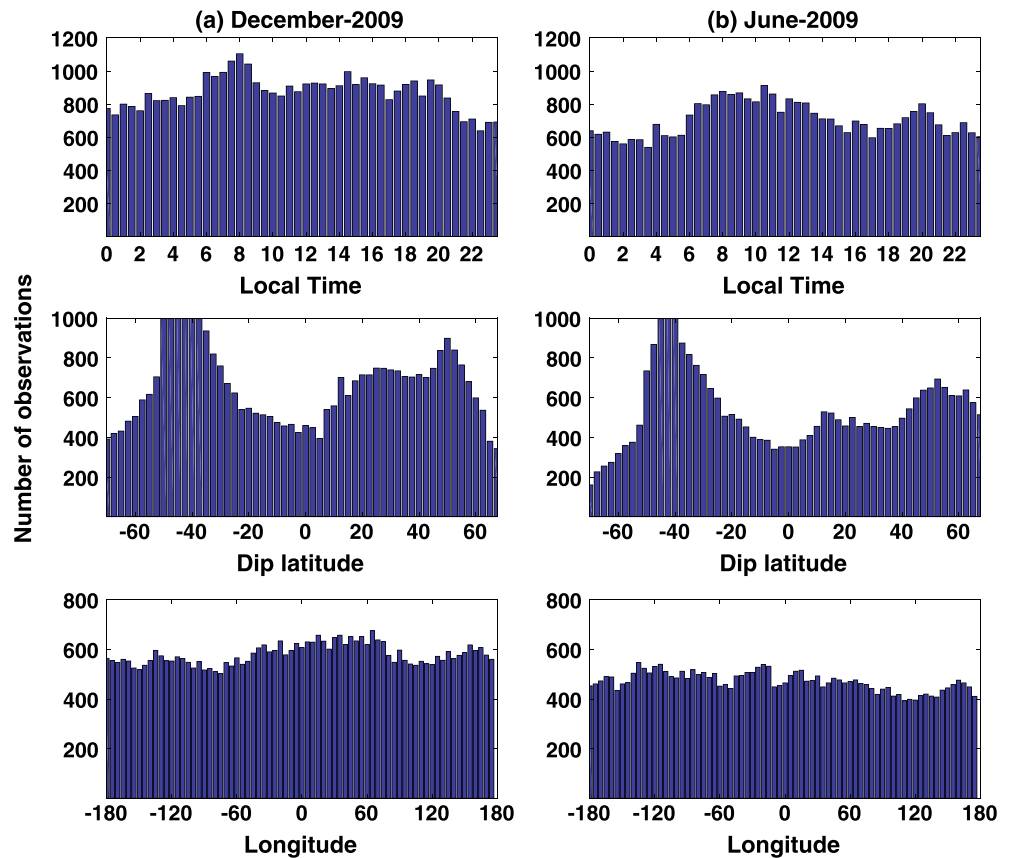 (a) December-2009
(b) June-2009
1200
1000
800
600
400
200
0 2 4 6 8 10 12 14 16 18 20 22
Local Time
1200
1000
800
600
400
200
0 2 4 6 8 10 12 14 16 18 20 22
Local Time
Number of observations
1000
800
600
400
200
-60 -40 -20 0 20 40 60
Dip latitude
1000
800
600
400
200
-60 -40 -20 0 20 40 60
Dip latitude
800
600
400
200
-180 -120 -60 0 60 120 180
Longitude
800
600
400
200
-180 -120 -60 0 60 120 180
Longitude